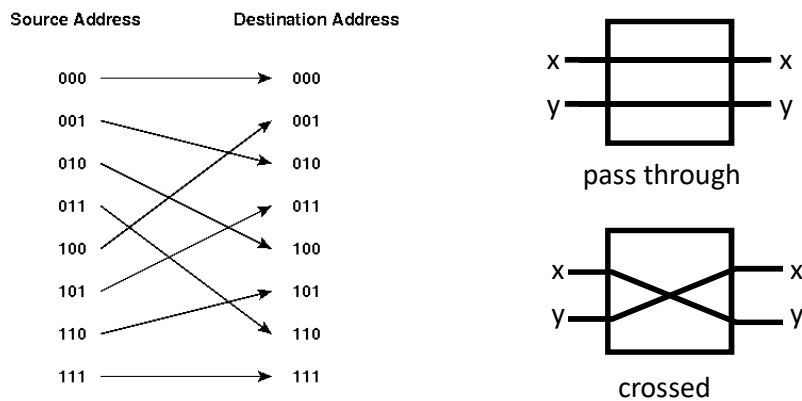 Source Address Destination Address
000 000
001 001
010 010
011 011
100 100
101 101
110 110
111 111
x x
y y
pass through
x x
y y
crossed